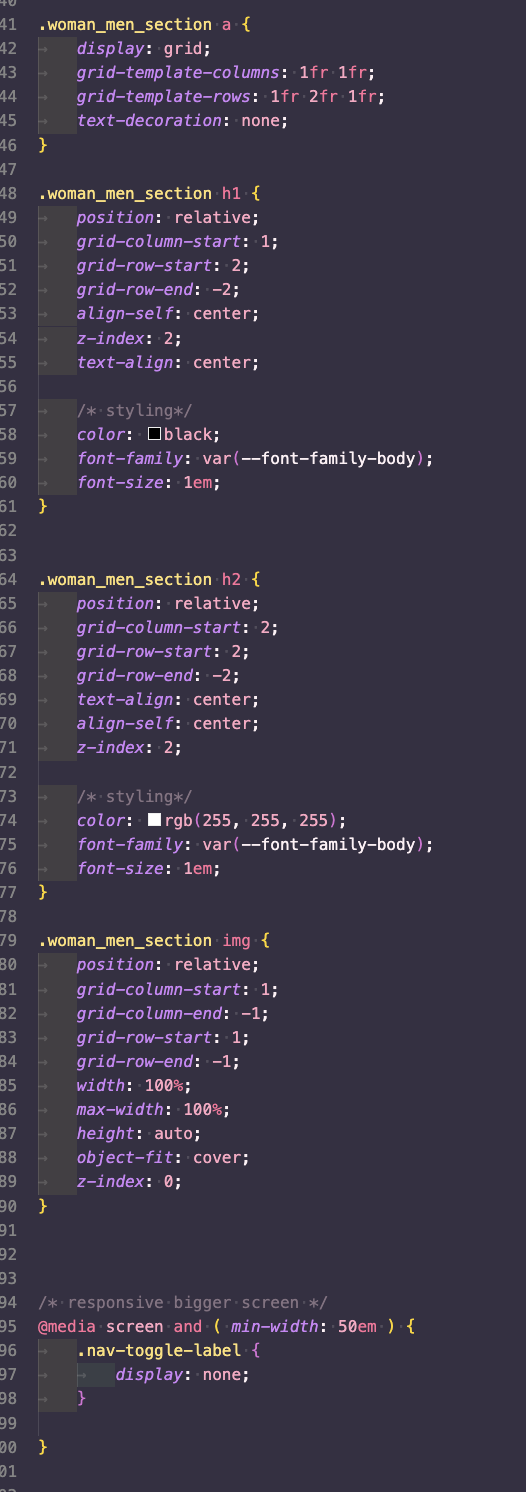 40
41 .woman_men_section a {
42 display: grid;
43 grid-template-columns: 1fr 1fr;
44 grid-template-rows: 1fr 2fr 1fr;
45 text-decoration: none;
46 }
47
48 .woman_men_section h1 {
49 position: relative;
50 grid-column-start: 1;
51 grid-row-start: 2;
52 grid-row-end: -2;
53 align-self: center;
54 z-index: 2;
55 text-align: center;
56
57 /* styling*/
58 color: black;
59 font-family: var(--font-family-body);
60 font-size: 1em;
61 }
62
63
64 .woman_men_section h2 {
65 position: relative;
66 grid-column-start: 2;
67 grid-row-start: 2;
68 grid-row-end: -2;
69 text-align: center;
70 align-self: center;
71 z-index: 2;
72
73 /* styling*/
74 color: rgb(255, 255, 255);
75 font-family: var(--font-family-body);
76 font-size: 1em;
77 }
78
79 .woman_men_section img {
80 position: relative;
81 grid-column-start: 1;
82 grid-column-end: -1;
83 grid-row-start: 1;
84 grid-row-end: -1;
85 width: 100%;
86 max-width: 100%;
87 height: auto;
88 object-fit: cover;
89 z-index: 0;
90 }
91
92
93
94 /* responsive bigger screen */
95 @media screen and ( min-width: 50em ) {
96 .nav-toggle-label {
97 display: none;
98 }
99
00 }
01